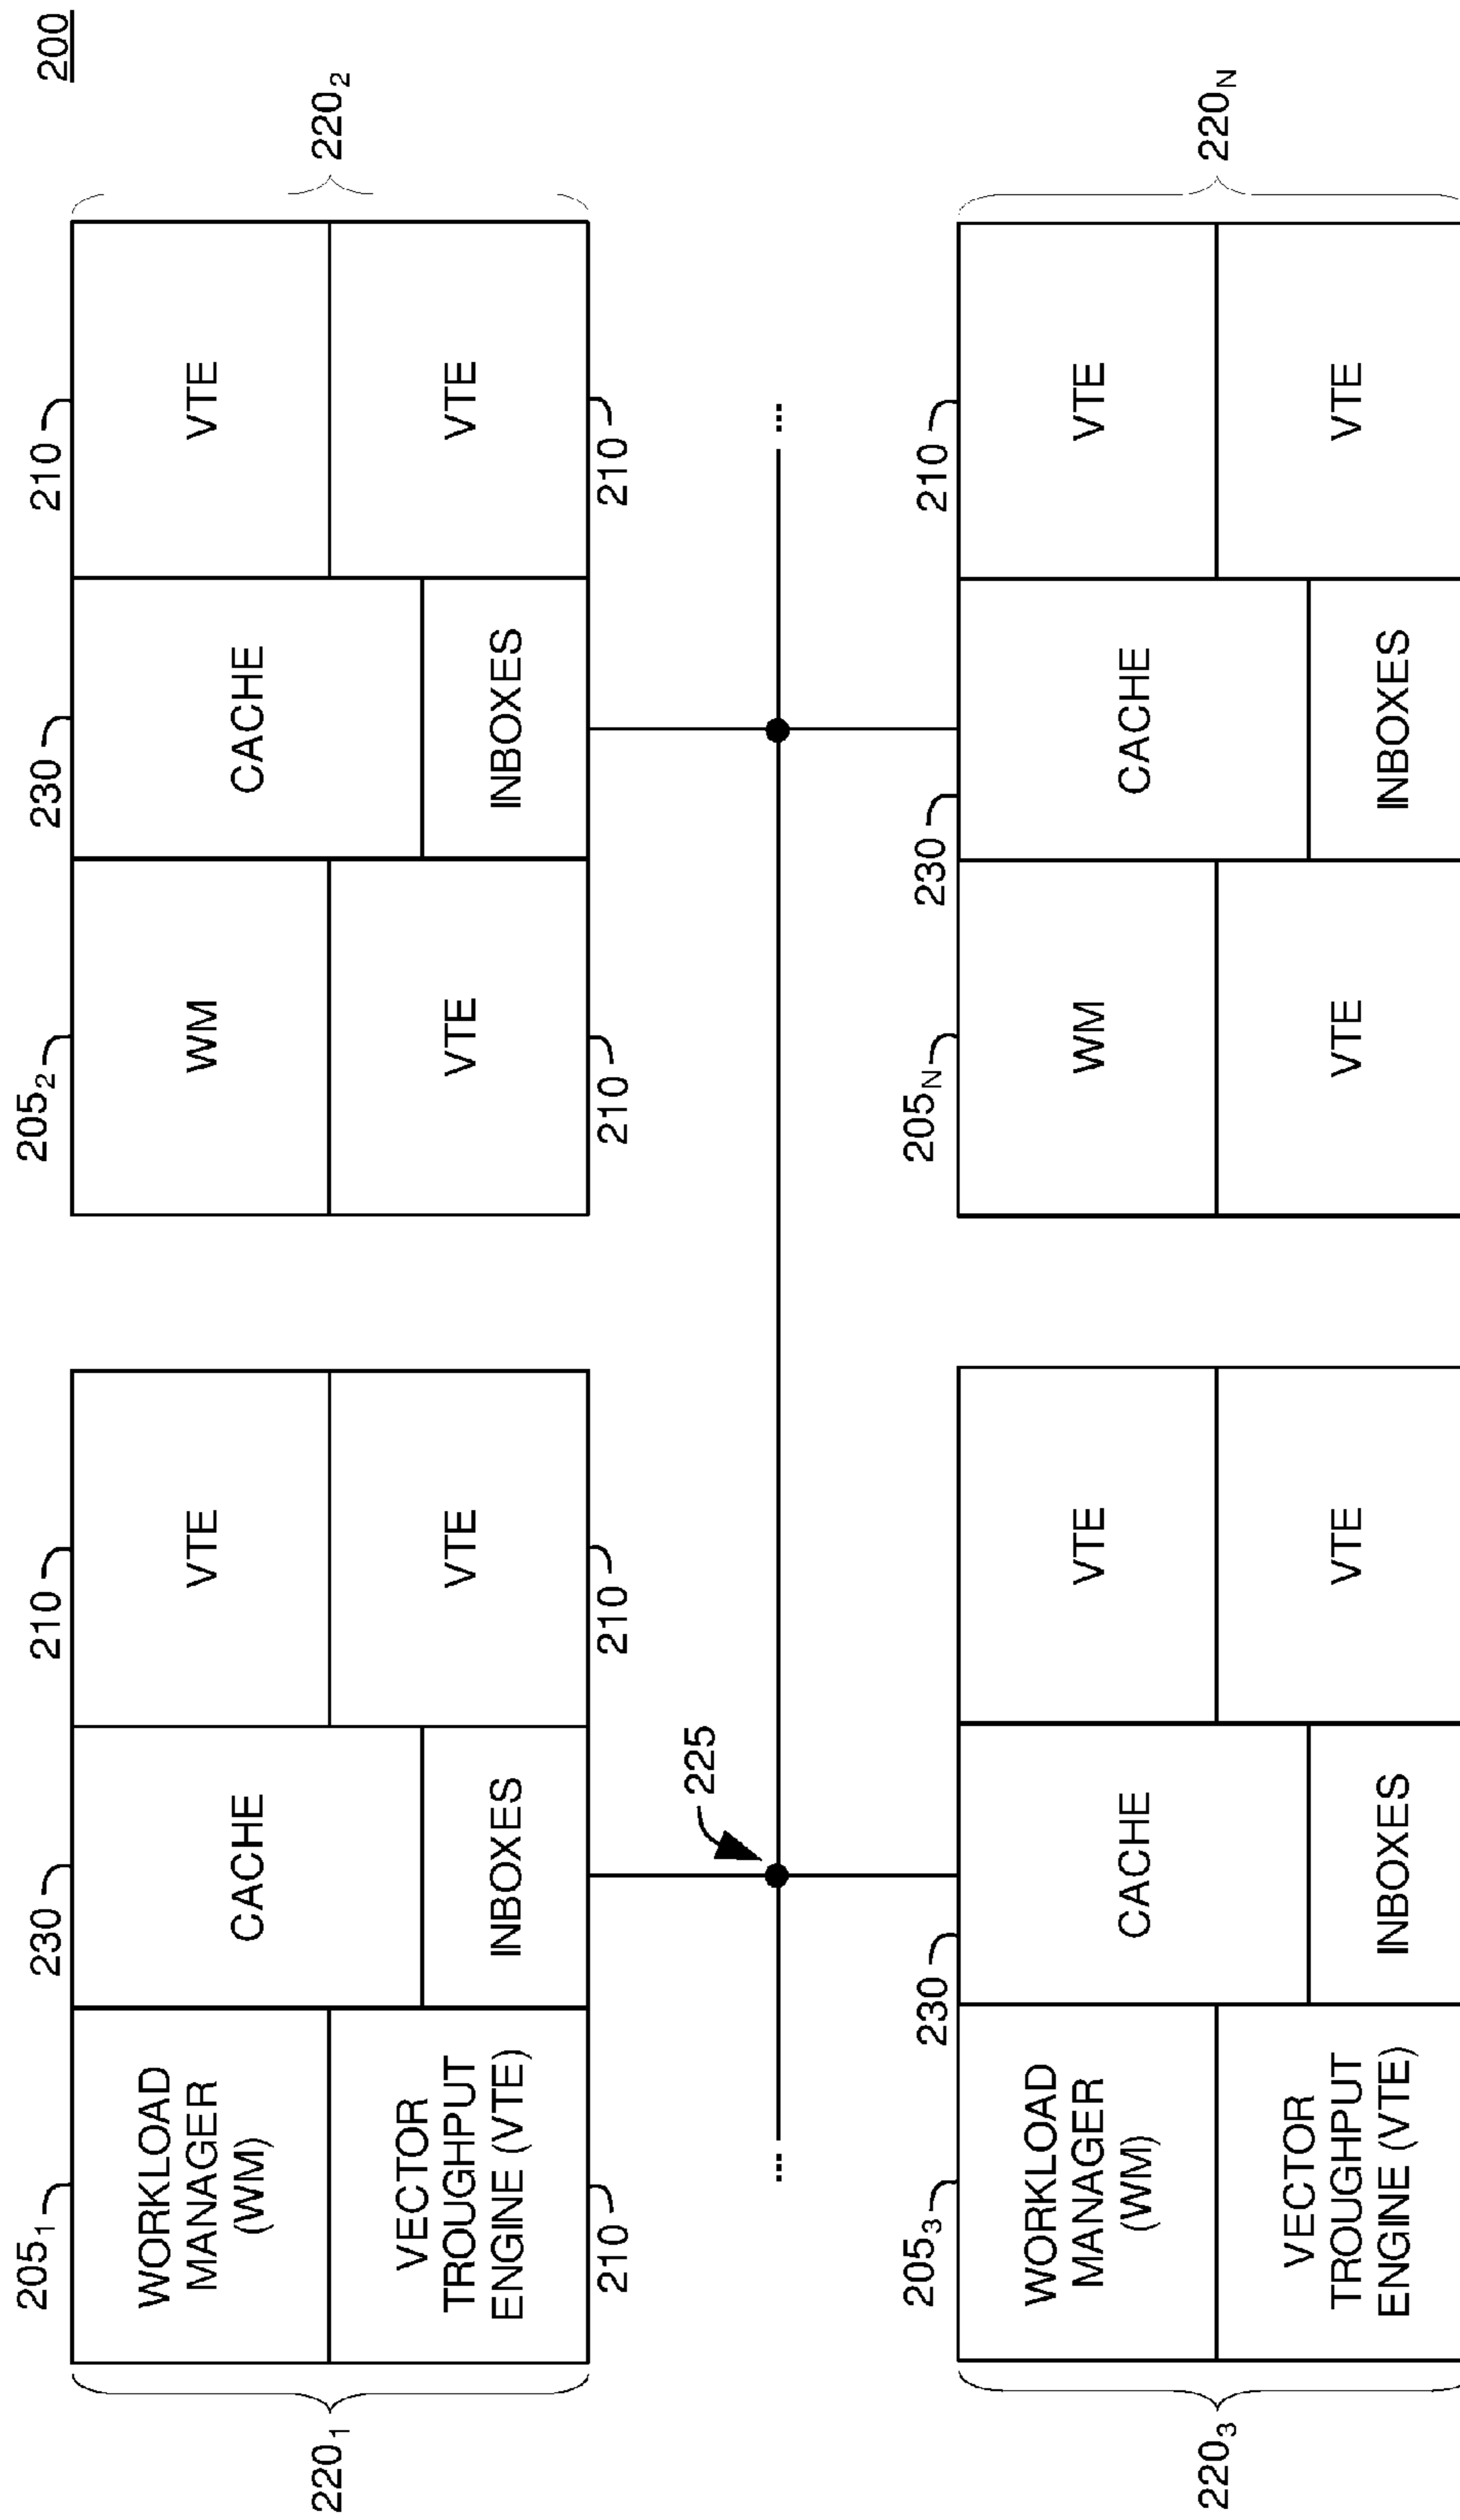 200
205₁
230
210
205₂
230
210
220₁
WORKLOAD
MANAGER
(WM)
CACHE
VTE
WM
CACHE
VTE
220₂
VECTOR
TROUGHPUT
ENGINE (VTE)
INBOXES
VTE
VTE
INBOXES
VTE
210
210
210
210
225
...
...
205₃
230
205N
230
210
220₃
WORKLOAD
MANAGER
(WM)
CACHE
VTE
WM
CACHE
VTE
220N
VECTOR
TROUGHPUT
ENGINE (VTE)
INBOXES
VTE
VTE
INBOXES
VTE